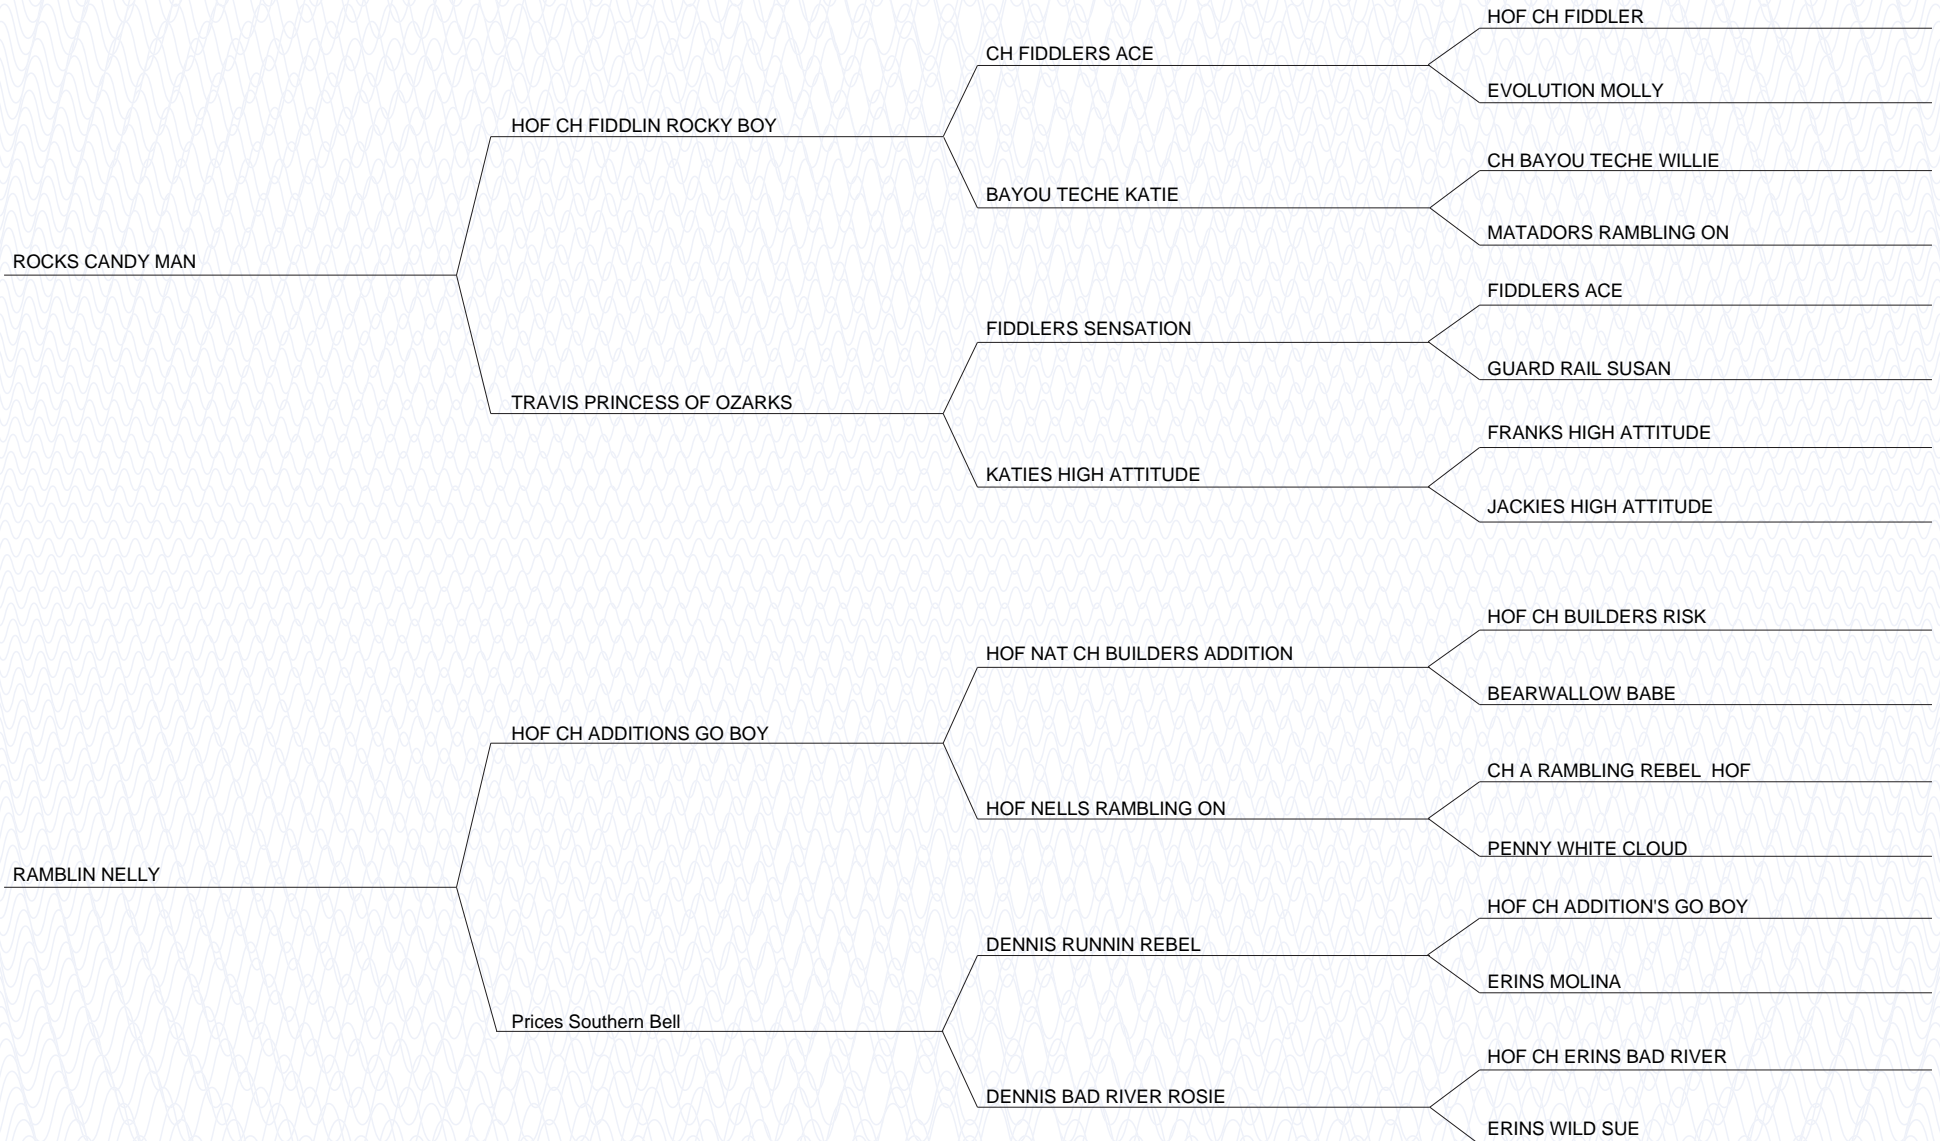 HOF CH FIDDLER
CH FIDDLERS ACE
EVOLUTION MOLLY
HOF CH FIDDLIN ROCKY BOY
CH BAYOU TECHE WILLIE
BAYOU TECHE KATIE
MATADORS RAMBLING ON
ROCKS CANDY MAN
FIDDLERS ACE
FIDDLERS SENSATION
GUARD RAIL SUSAN
TRAVIS PRINCESS OF OZARKS
FRANKS HIGH ATTITUDE
KATIES HIGH ATTITUDE
JACKIES HIGH ATTITUDE
HOF CH BUILDERS RISK
HOF NAT CH BUILDERS ADDITION
BEARWALLOW BABE
HOF CH ADDITIONS GO BOY
CH A RAMBLING REBEL  HOF
HOF NELLS RAMBLING ON
PENNY WHITE CLOUD
RAMBLIN NELLY
HOF CH ADDITION'S GO BOY
DENNIS RUNNIN REBEL
ERINS MOLINA
Prices Southern Bell
HOF CH ERINS BAD RIVER
DENNIS BAD RIVER ROSIE
ERINS WILD SUE